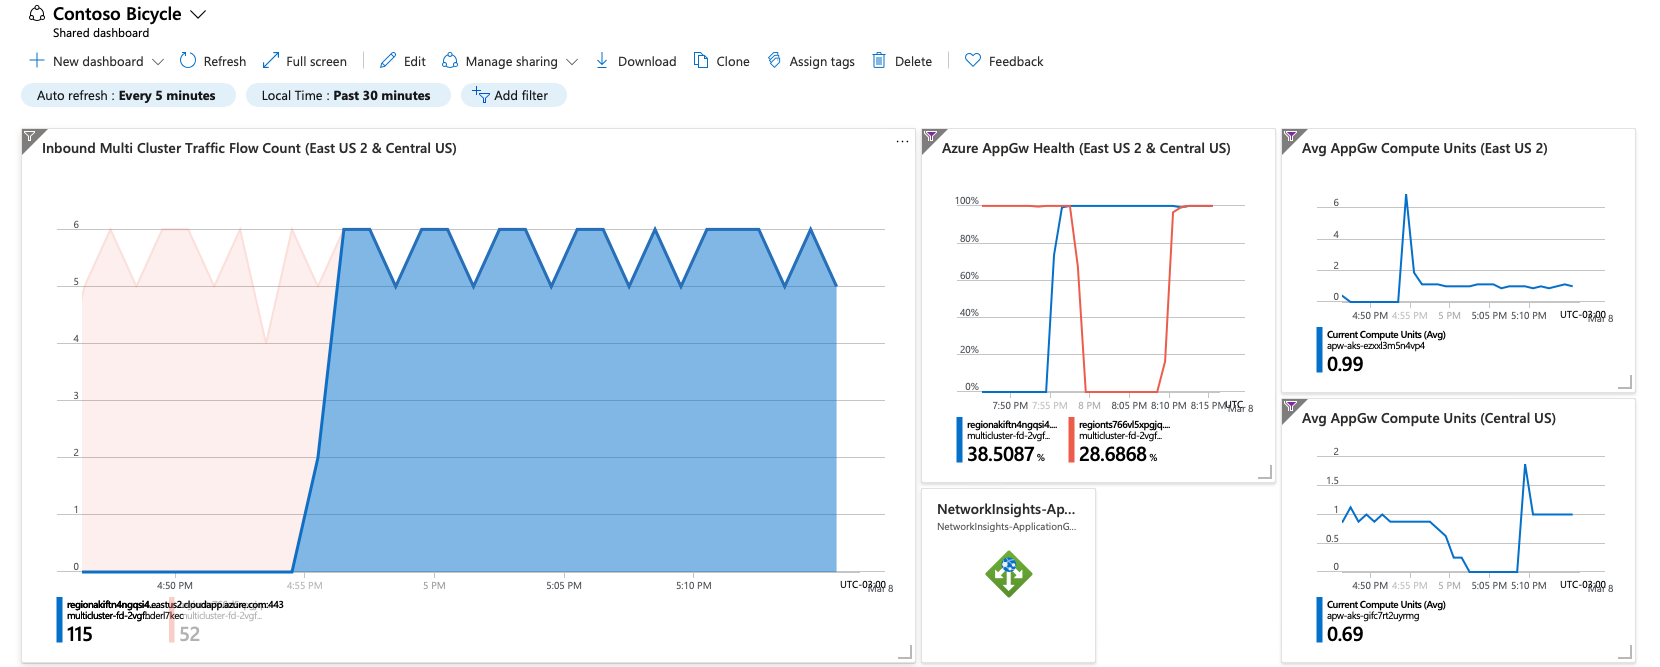 Contoso Bicycle
Shared dashboard
New dashboard Refresh Full screen Edit Manage sharing Download Clone Assign tags Delete Feedback
Auto refresh : Every 5 minutes Local Time : Past 30 minutes Add filter
Inbound Multi Cluster Traffic Flow Count (East US 2 & Central US)
...
6
5
4
3
2
1
0
4:50 PM 4:55 PM 5 PM 5:05 PM 5:10 PM UTC-03:00
Mar 8
regionakiftn4ngqsi4.eastus2.cloudapp.azure.com:443
multicluster-fd-2vgf...
115
multicluster-fd-2vgf...
52
Azure AppGw Health (East US 2 & Central US)
100%
80%
60%
40%
20%
0%
7:50 PM 7:55 PM 8 PM 8:05 PM 8:10 PM 8:15 PM UTC
Mar 8
regionakiftn4ngqsi4.... regionts766vl5xpgjq....
multicluster-fd-2vgf... multicluster-fd-2vgf...
38.5087 % 28.6868 %
NetworkInsights-Ap...
NetworkInsights-ApplicationG...
Avg AppGw Compute Units (East US 2)
6
4
2
0
4:50 PM 4:55 PM 5 PM 5:05 PM 5:10 PM UTC-03:00
Mar 8
Current Compute Units (Avg)
apw-aks-ezxxl3m5n4vp4
0.99
Avg AppGw Compute Units (Central US)
2
1.5
1
0.5
0
4:50 PM 4:55 PM 5 PM 5:05 PM 5:10 PM UTC-03:00
Mar 8
Current Compute Units (Avg)
apw-aks-gifc7rt2uyrmg
0.69